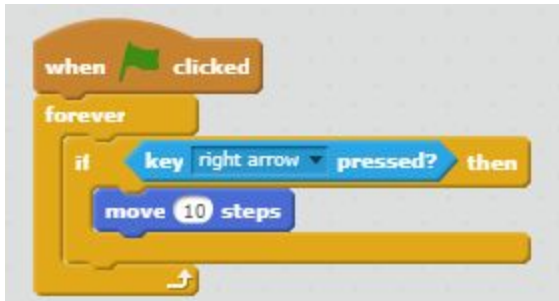 when clicked
forever
if key right arrow pressed? then
move 10 steps